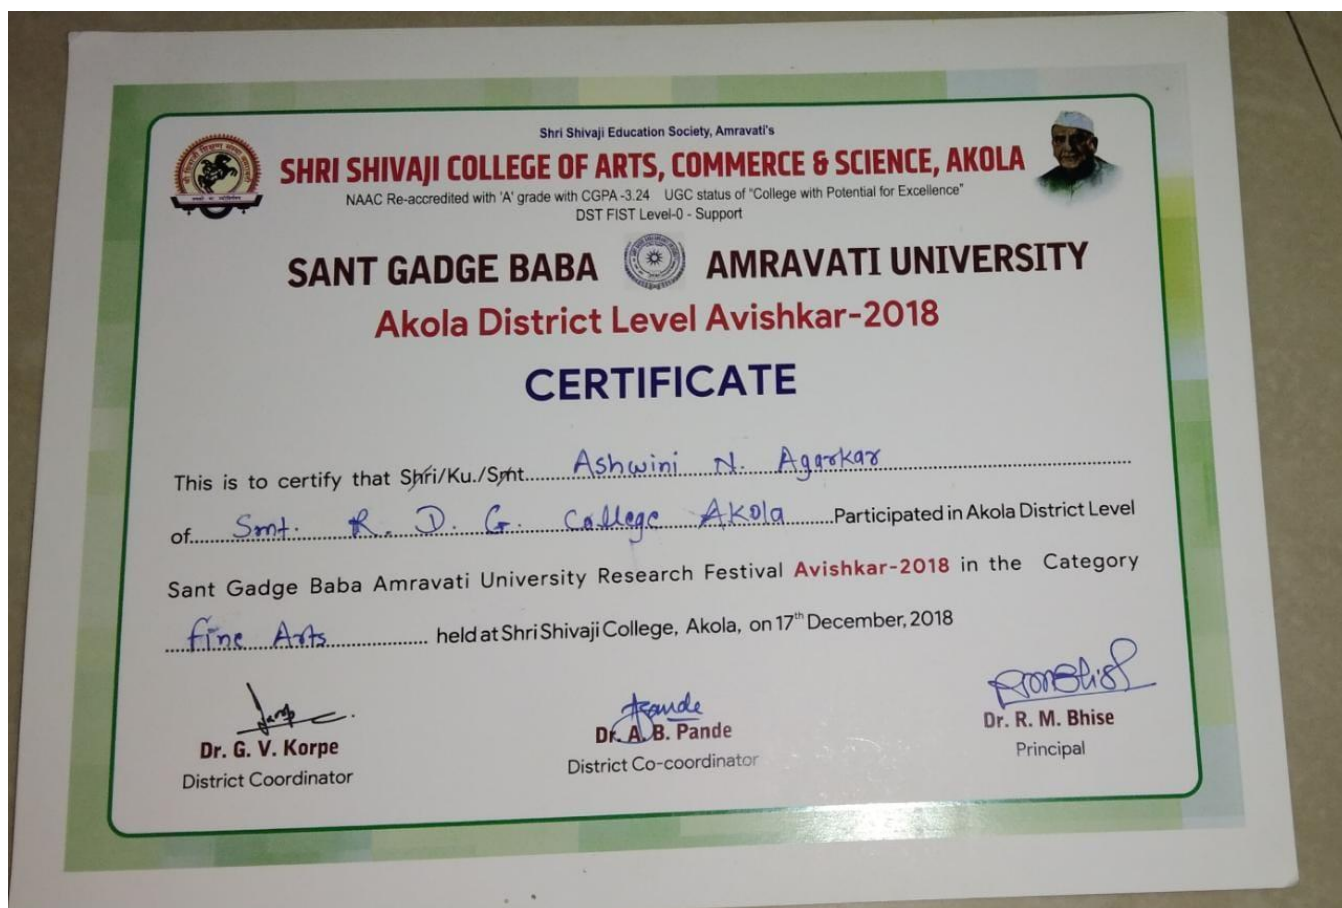 Shri Shivaji Education Society, Amravati's
SHRI SHIVAJI COLLEGE OF ARTS, COMMERCE & SCIENCE, AKOLA
NAAC Re-accredited with 'A' grade with CGPA -3.24 UGC status of "College with Potential for Excellence"
DST FIST Level-0 - Support
SANT GADGE BABA AMRAVATI UNIVERSITY
Akola District Level Avishkar-2018
CERTIFICATE
This is to certify that Shri/Ku./Smt. Ashwini N. Agarkar
of Smt. R. D. G. College Akola Participated in Akola District Level
Sant Gadge Baba Amravati University Research Festival Avishkar-2018 in the Category
Fine Arts held at Shri Shivaji College, Akola, on 17th December, 2018
Dr. G. V. Korpe
District Coordinator
Dr. A. B. Pande
District Co-coordinator
Dr. R. M. Bhise
Principal